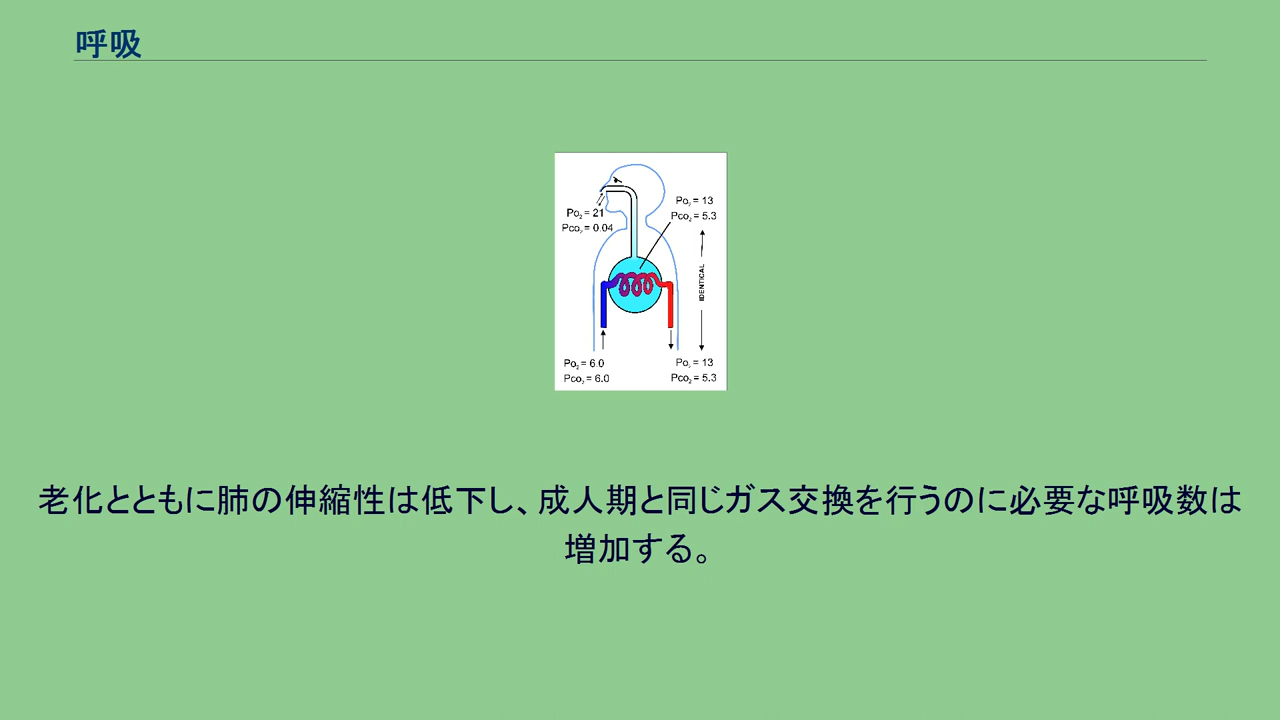 呼吸
Po₂ = 21
Pco₂ = 0.04
Po₂ = 13
Pco₂ = 5.3
IDENTICAL
Po₂ = 6.0
Pco₂ = 6.0
Po₂ = 13
Pco₂ = 5.3
老化とともに肺の伸縮性は低下し、成人期と同じガス交換を行うのに必要な呼吸数は
増加する。